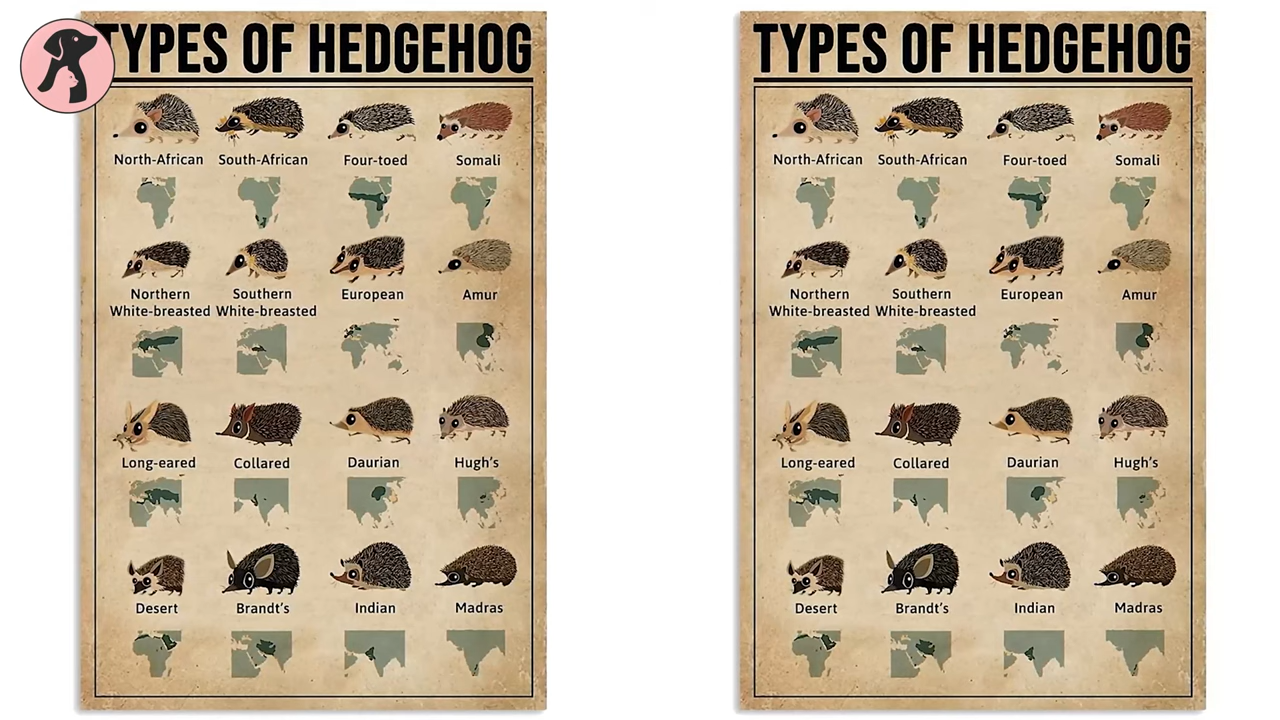 TYPES OF HEDGEHOG
North-African South-African Four-toed Somali
Northern Southern European Amur
White-breasted White-breasted
Long-eared Collared Daurian Hugh's
Desert Brandt's Indian Madras
TYPES OF HEDGEHOG
North-African South-African Four-toed Somali
Northern Southern European Amur
White-breasted White-breasted
Long-eared Collared Daurian Hugh's
Desert Brandt's Indian Madras